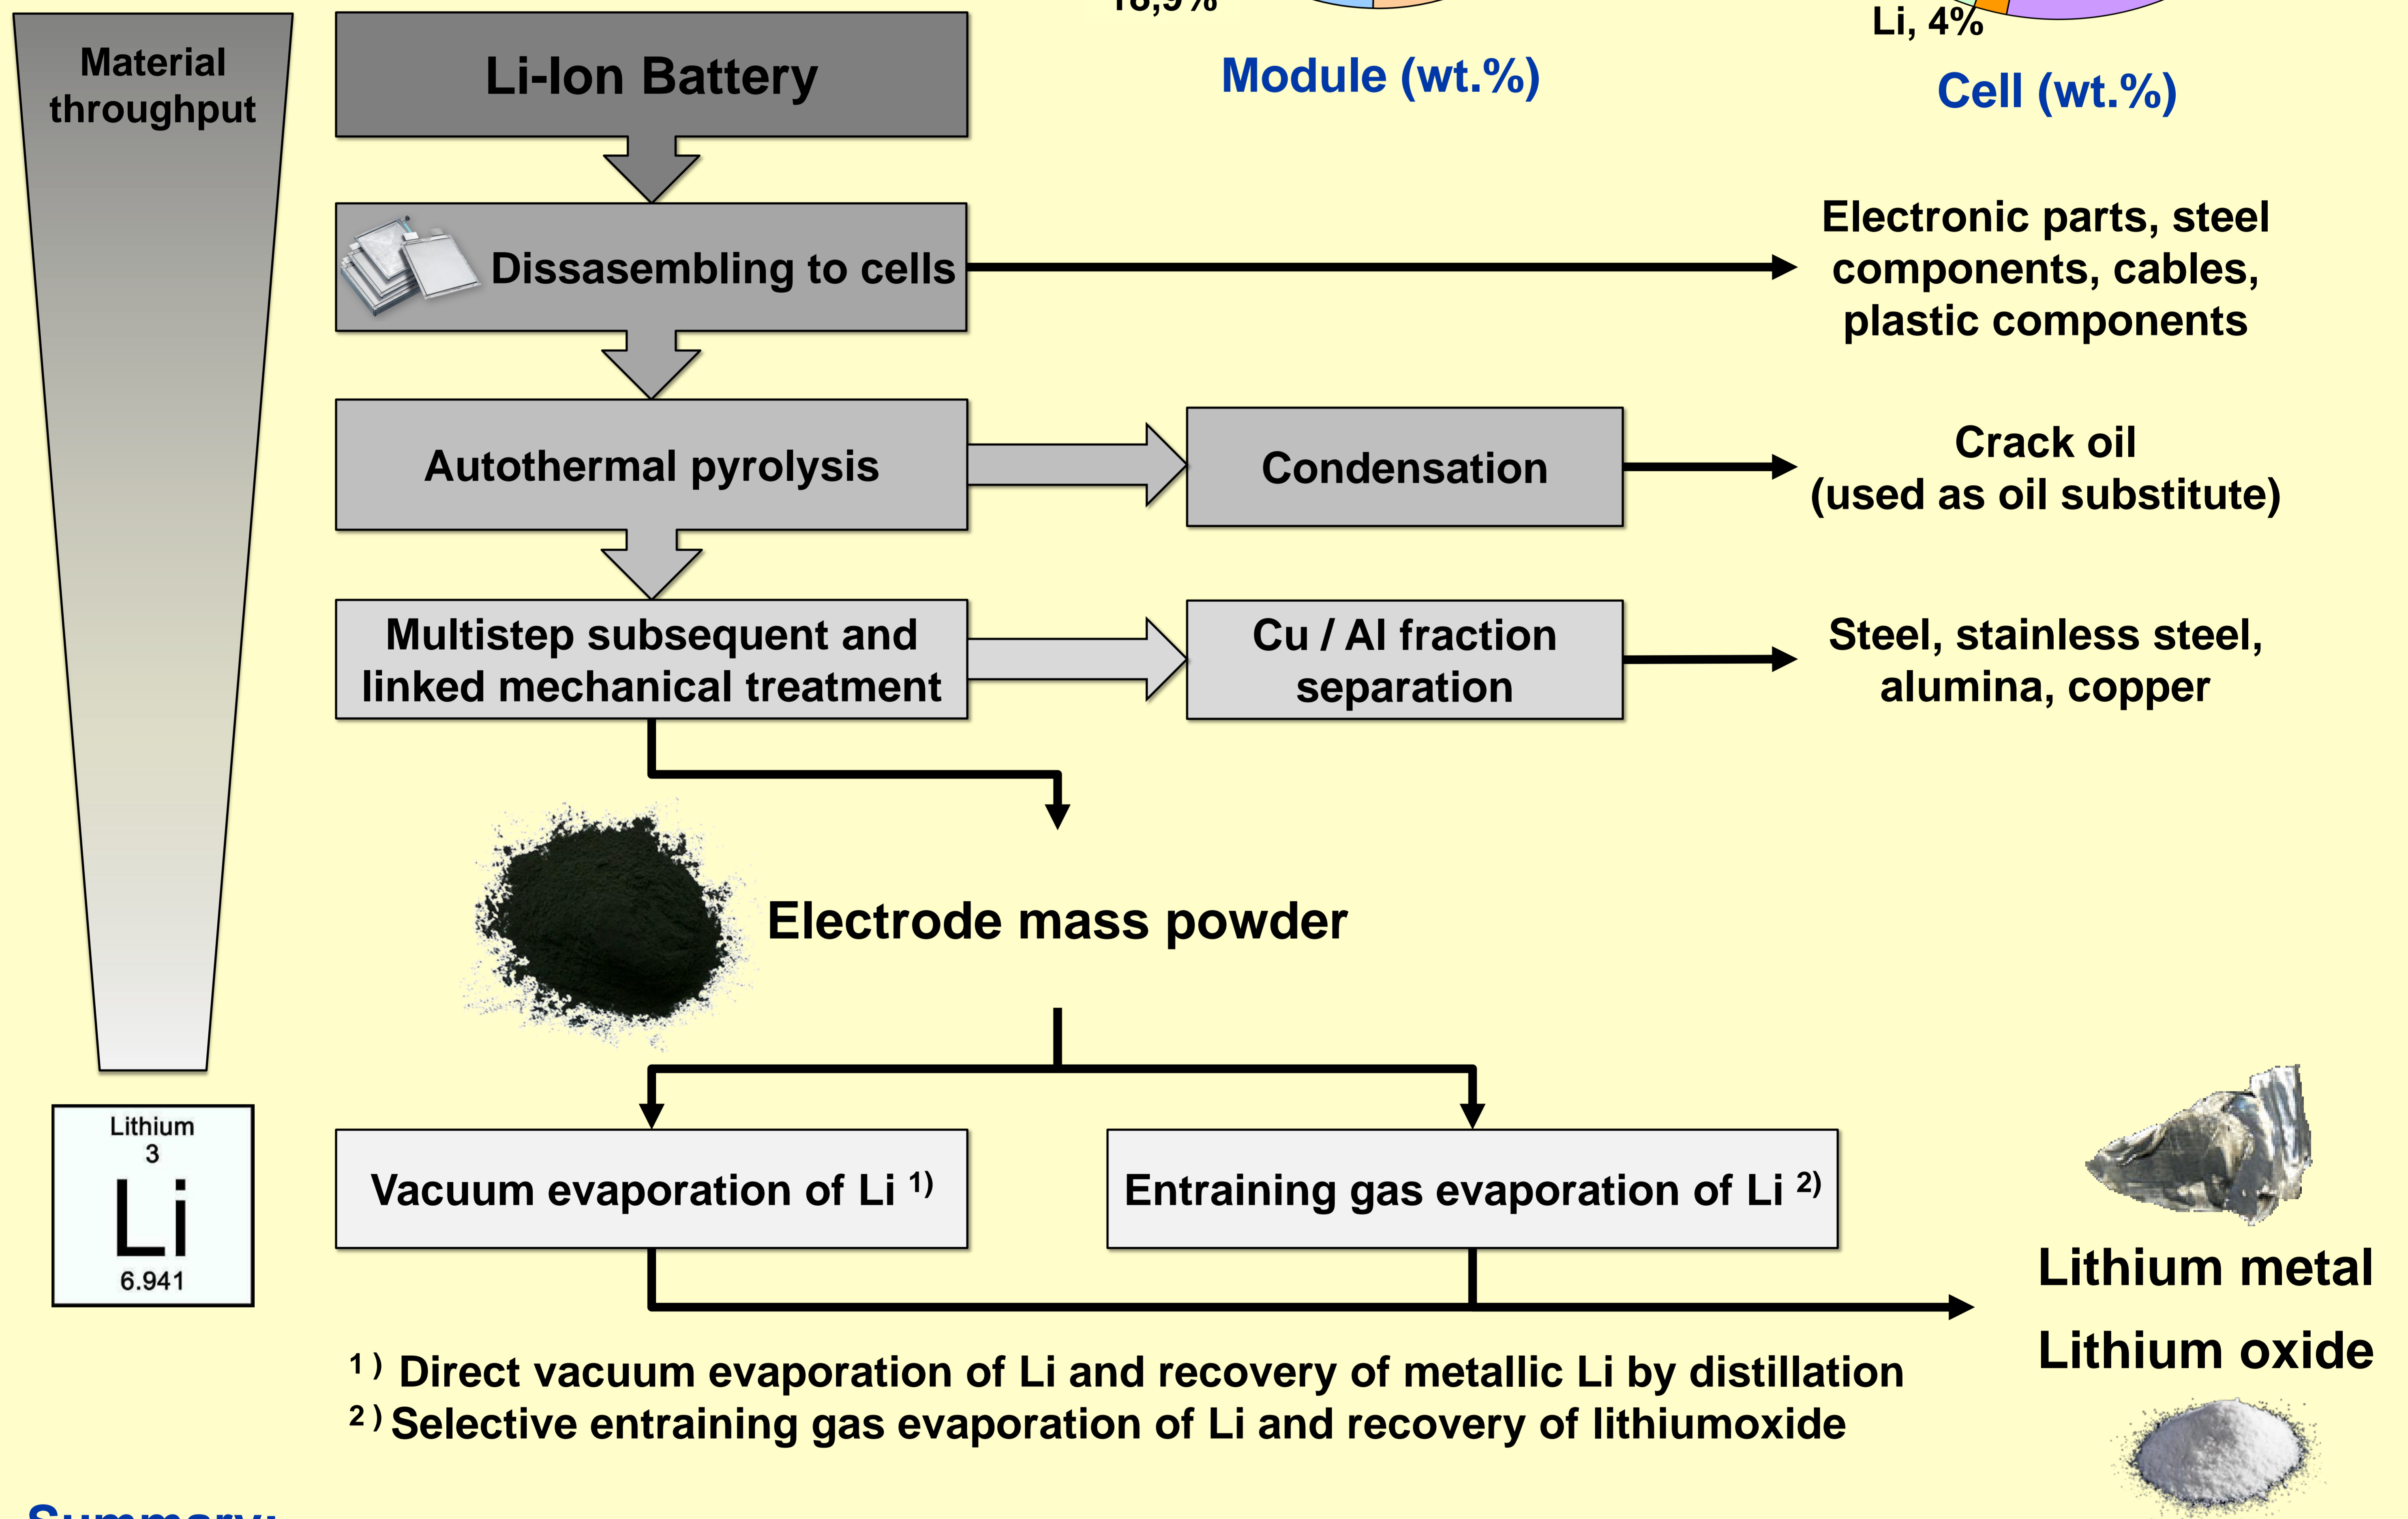 18,9%
Li, 4%
Module (wt.%)
Cell (wt.%)
Material
throughput
Li-Ion Battery
Dissasembling to cells
Electronic parts, steel
components, cables,
plastic components
Autothermal pyrolysis
Condensation
Crack oil
(used as oil substitute)
Multistep subsequent and
linked mechanical treatment
Cu / Al fraction
separation
Steel, stainless steel,
alumina, copper
Electrode mass powder
Lithium
3
Li
6.941
Vacuum evaporation of Li 1)
Entraining gas evaporation of Li 2)
Lithium metal
Lithium oxide
1) Direct vacuum evaporation of Li and recovery of metallic Li by distillation
2) Selective entraining gas evaporation of Li and recovery of lithiumoxide
Summary: